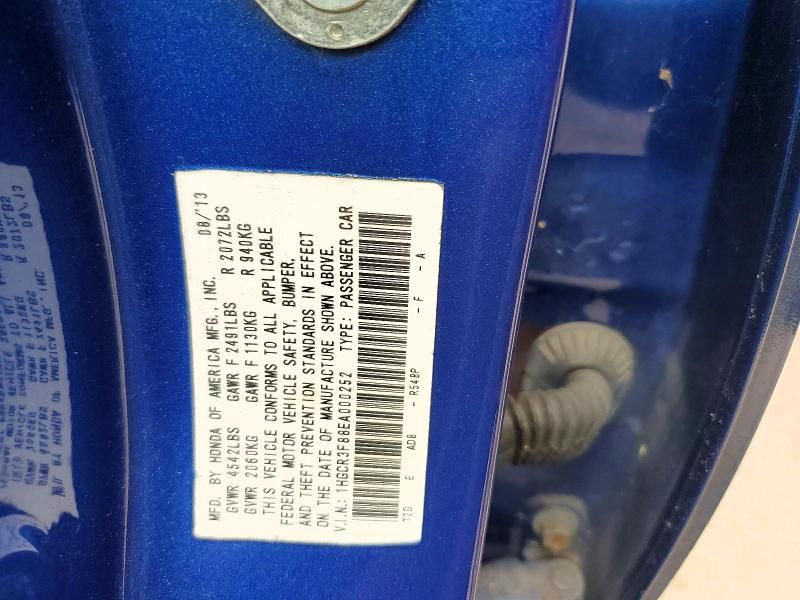 MFD. BY HONDA OF AMERICA MFG., INC. 08/'13
GVWR 4542LBS GAWR F 2491LBS R 2072LBS
GVWR 2060KG GAWR F 1130KG R 940KG
THIS VEHICLE CONFORMS TO ALL APPLICABLE
FEDERAL MOTOR VEHICLE SAFETY, BUMPER,
AND THEFT PREVENTION STANDARDS IN EFFECT
ON THE DATE OF MANUFACTURE SHOWN ABOVE.
V.I.N.: 1HGCR3F88EA000252 TYPE: PASSENGER CAR
T2G E AD8 - R548P - F - A